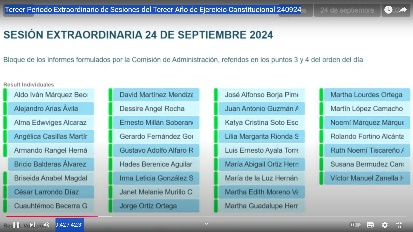 Tercer Periodo Extraordinario de Sesiones del Tercer Año de Ejercicio Constitucional 240924
24 de septiembre
SESIÓN EXTRAORDINARIA 24 DE SEPTIEMBRE 2024
Bloque de los informes formulados por la Comisión de Administración, referidos en los puntos 3 y 4 del orden del día
Result Individuales
Aldo Iván Márquez Bec
Alejandro Arias Ávila
Alma Edwviges Alcaraz
Angélica Casillas Martín
Armando Rangel Herná
Bricio Balderas Álvarez
Briseida Anabel Magdal
César Larrondo Díaz
Cuauhtémoc Becerra G
David Martínez Mendizá
Dessire Angel Rocha
Ernesto Millán Soberan
Gerardo Fernández Gor
Gustavo Adolfo Alfaro R
Hades Berenice Aguilar
Irma Leticia González S
Janet Melanie Murillo C
Jorge Ortiz Ortega
José Alfonso Borja Pime
Juan Antonio Guzmán A
Katya Cristina Soto Esc
Lilia Margarita Rionda S
Luis Ernesto Ayala Torr
María Abigail Ortiz Hern
María de la Luz Hernán
Martha Edith Moreno Va
Martha Guadalupe Herr
Martha Lourdes Ortega
Martín López Camacho
Noemí Márquez Márque
Rolando Fortino Alcánta
Ruth Noemí Tiscareño A
Susana Bermúdez Can
Víctor Manuel Zanella H